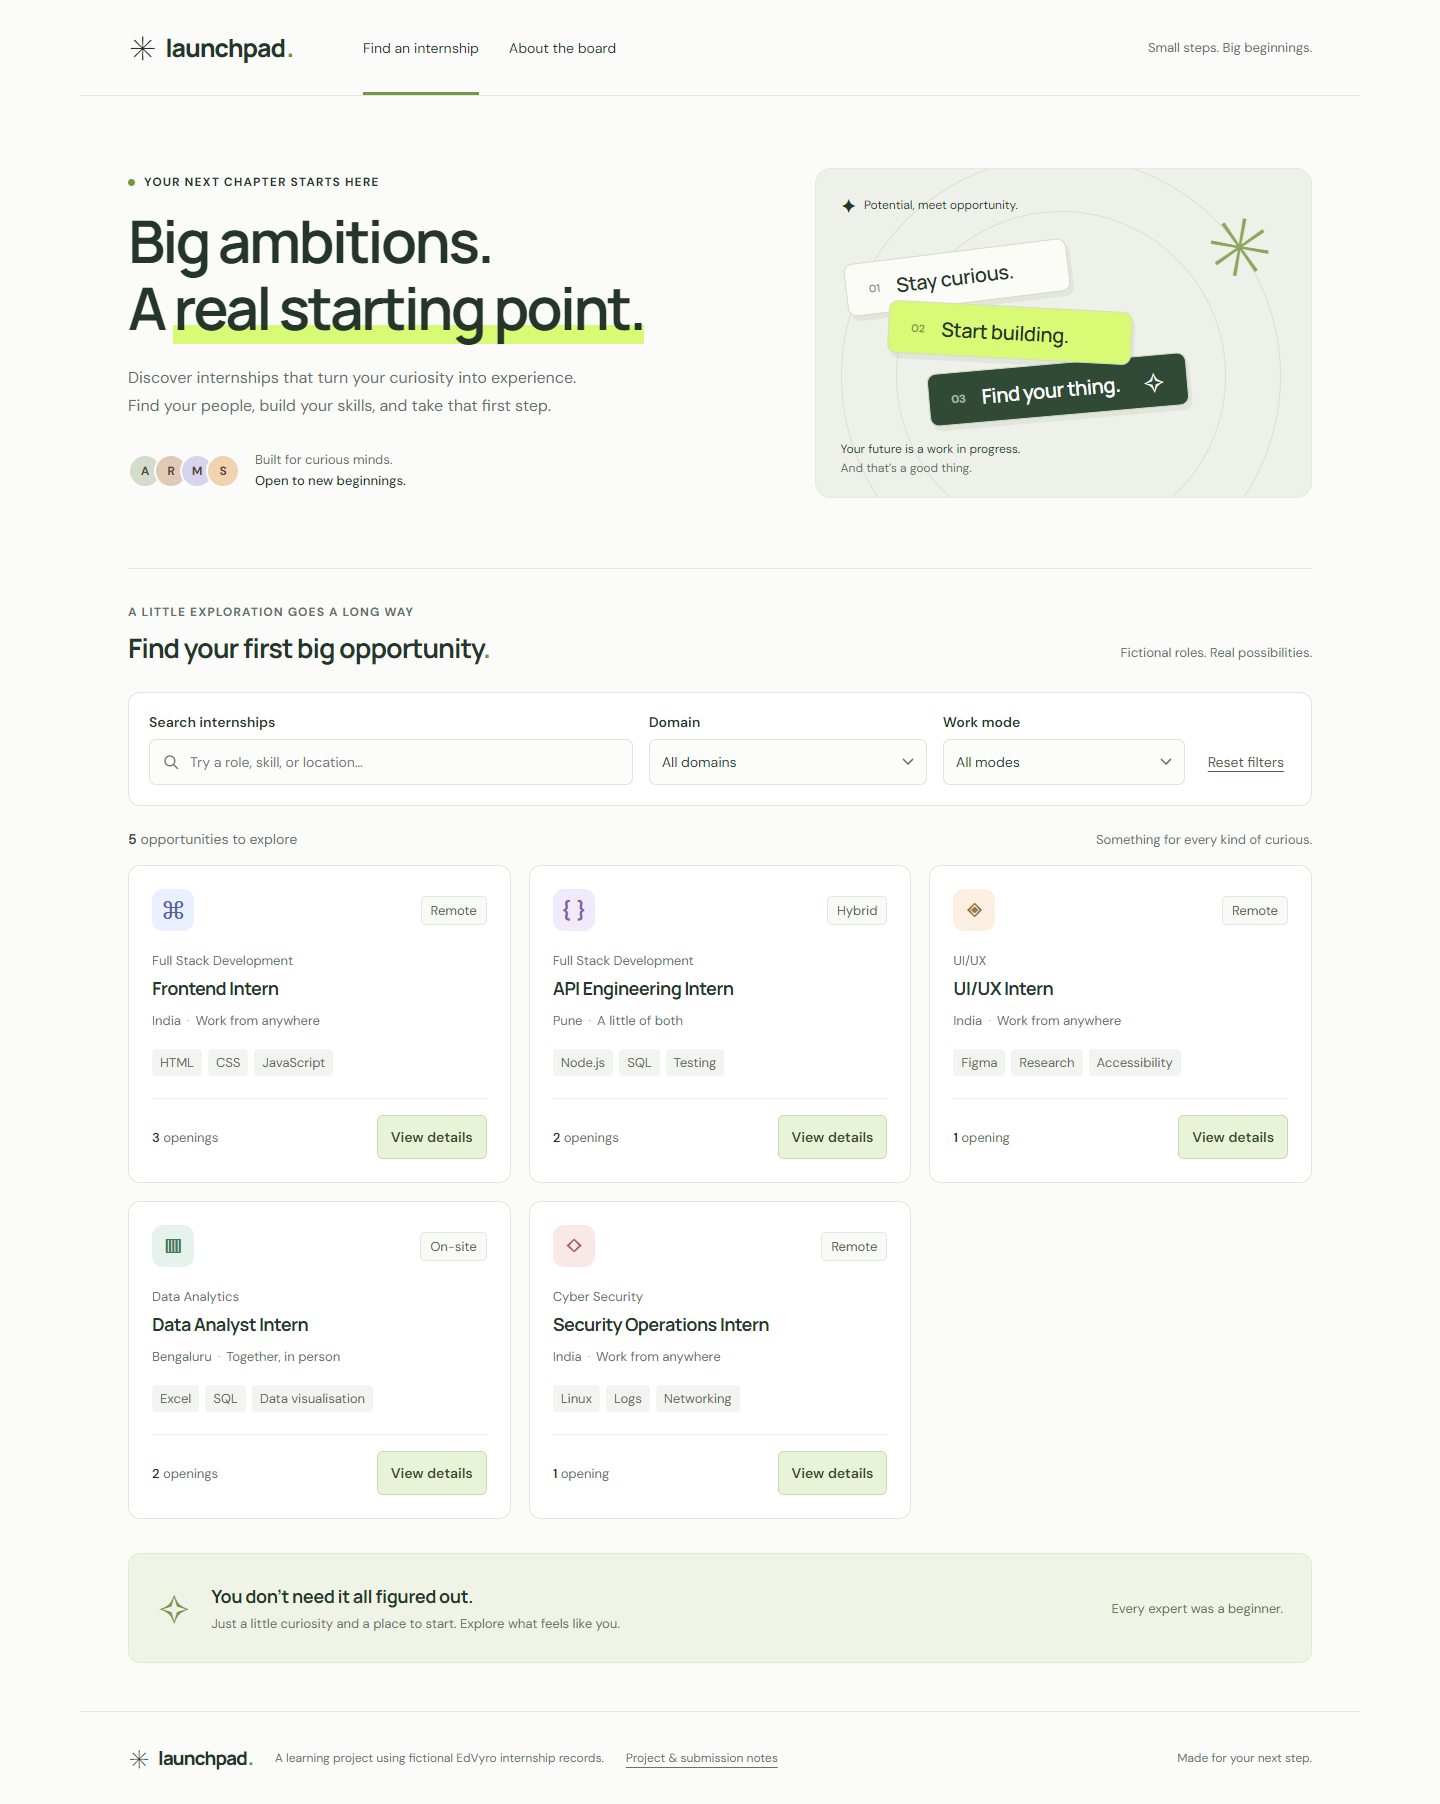 launchpad.
Find an internship
About the board
Small steps. Big beginnings.
YOUR NEXT CHAPTER STARTS HERE
Big ambitions.
A real starting point.
Discover internships that turn your curiosity into experience.
Find your people, build your skills, and take that first step.
A R M S
Built for curious minds.
Open to new beginnings.
Potential, meet opportunity.
01 Stay curious.
02 Start building.
03 Find your thing.
Your future is a work in progress.
And that's a good thing.
A LITTLE EXPLORATION GOES A LONG WAY
Find your first big opportunity.
Fictional roles. Real possibilities.
Search internships
Try a role, skill, or location...
Domain
All domains
Work mode
All modes
Reset filters
5 opportunities to explore
Something for every kind of curious.
⌘
Remote
Full Stack Development
Frontend Intern
India · Work from anywhere
HTML CSS JavaScript
3 openings
View details
{ }
Hybrid
Full Stack Development
API Engineering Intern
Pune · A little of both
Node.js SQL Testing
2 openings
View details
Remote
UI/UX
UI/UX Intern
India · Work from anywhere
Figma Research Accessibility
1 opening
View details
On-site
Data Analytics
Data Analyst Intern
Bengaluru · Together, in person
Excel SQL Data visualisation
2 openings
View details
Remote
Cyber Security
Security Operations Intern
India · Work from anywhere
Linux Logs Networking
1 opening
View details
You don't need it all figured out.
Just a little curiosity and a place to start. Explore what feels like you.
Every expert was a beginner.
launchpad.
A learning project using fictional EdVyro internship records.
Project & submission notes
Made for your next step.